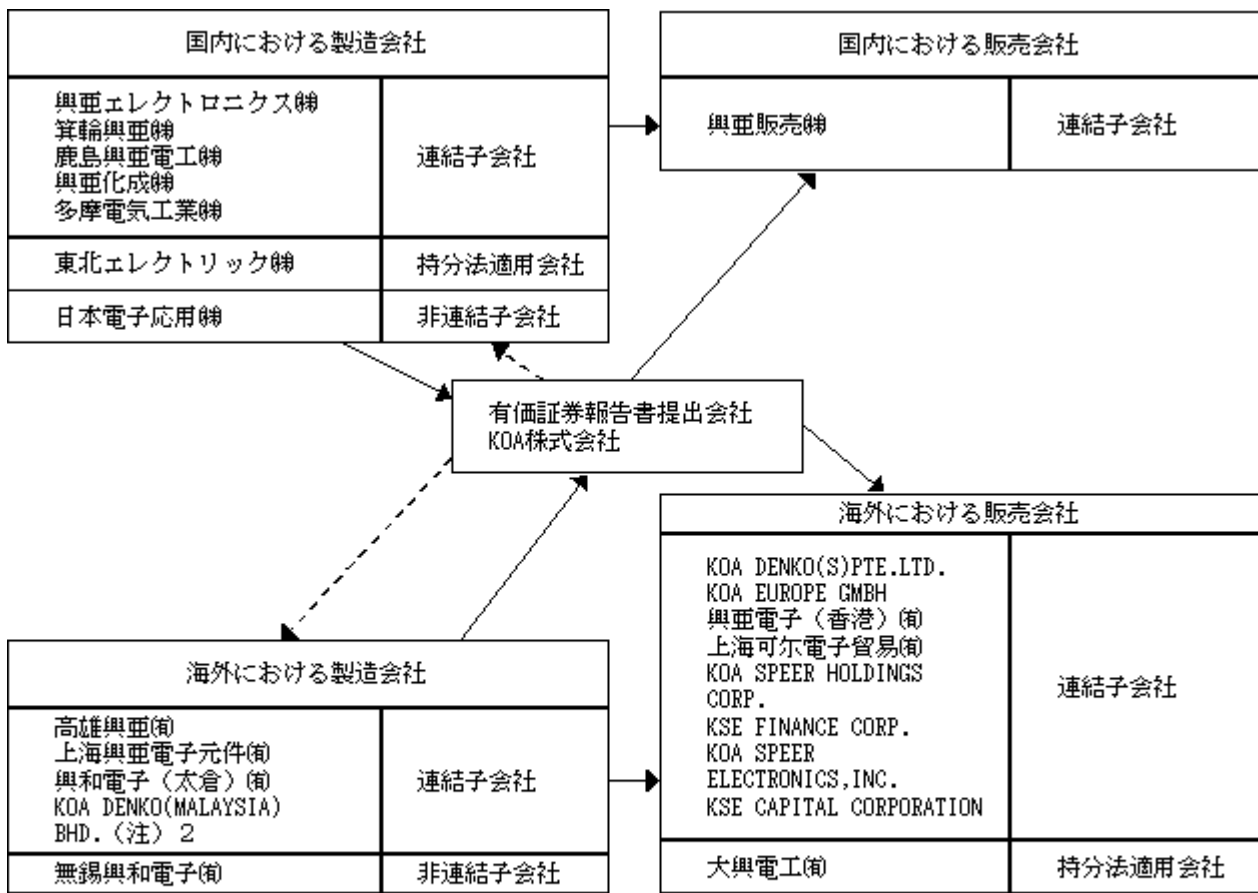 国内における製造会社
興亜エレクトロニクス㈱
箕輪興亜㈱
鹿島興亜電工㈱
興亜化成㈱
多摩電気工業㈱
連結子会社
東北エレクトリック㈱
持分法適用会社
日本電子応用㈱
非連結子会社
国内における販売会社
興亜販売㈱
連結子会社
有価証券報告書提出会社
KOA株式会社
海外における製造会社
高雄興亜㈲
上海興亜電子元件㈲
興和電子（太倉）㈲
KOA DENKO(MALAYSIA)
BHD.（注）２
連結子会社
無錫興和電子㈲
非連結子会社
海外における販売会社
KOA DENKO(S)PTE.LTD.
KOA EUROPE GMBH
興亜電子（香港）㈲
上海可尓電子貿易㈲
KOA SPEER HOLDINGS
CORP.
KSE FINANCE CORP.
KOA SPEER
ELECTRONICS,INC.
KSE CAPITAL CORPORATION
連結子会社
大興電工㈲
持分法適用会社